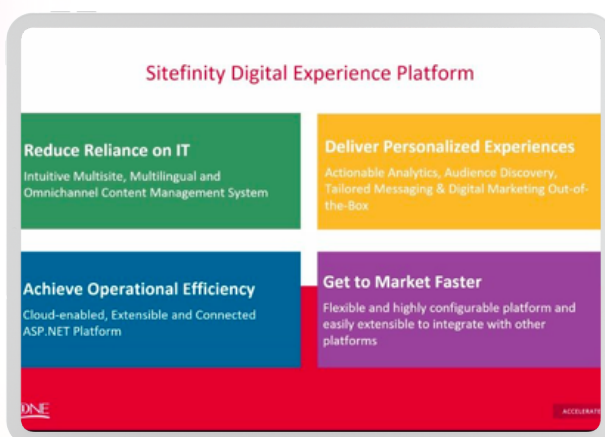 Sitefinity Digital Experience Platform
Reduce Reliance on IT
Intuitive Multisite, Multilingual and
Omnichannel Content Management System
Deliver Personalized Experiences
Actionable Analytics, Audience Discovery,
Tailored Messaging & Digital Marketing Out-of-
the-Box
Achieve Operational Efficiency
Cloud-enabled, Extensible and Connected
ASP.NET Platform
Get to Market Faster
Flexible and highly configurable platform and
easily extensible to integrate with other
platforms
DNE
ACCELERATE